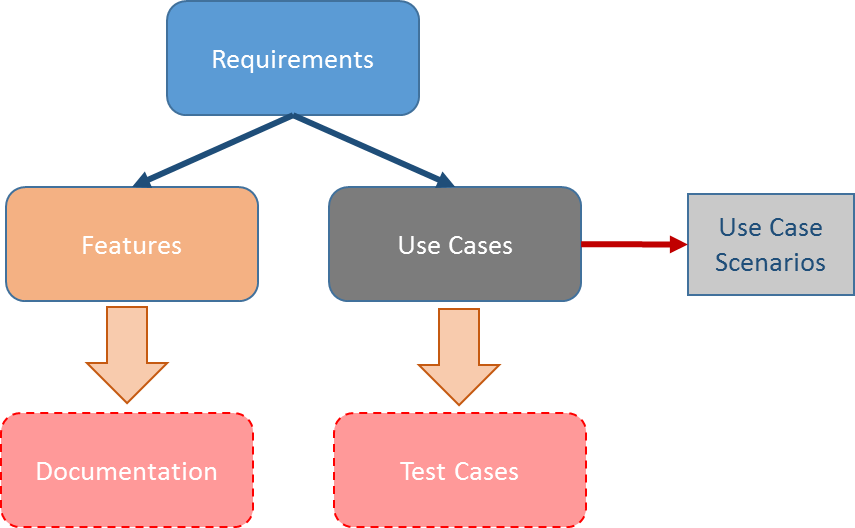 Requirements
Features
Use Cases
Use Case
Scenarios
Documentation
Test Cases